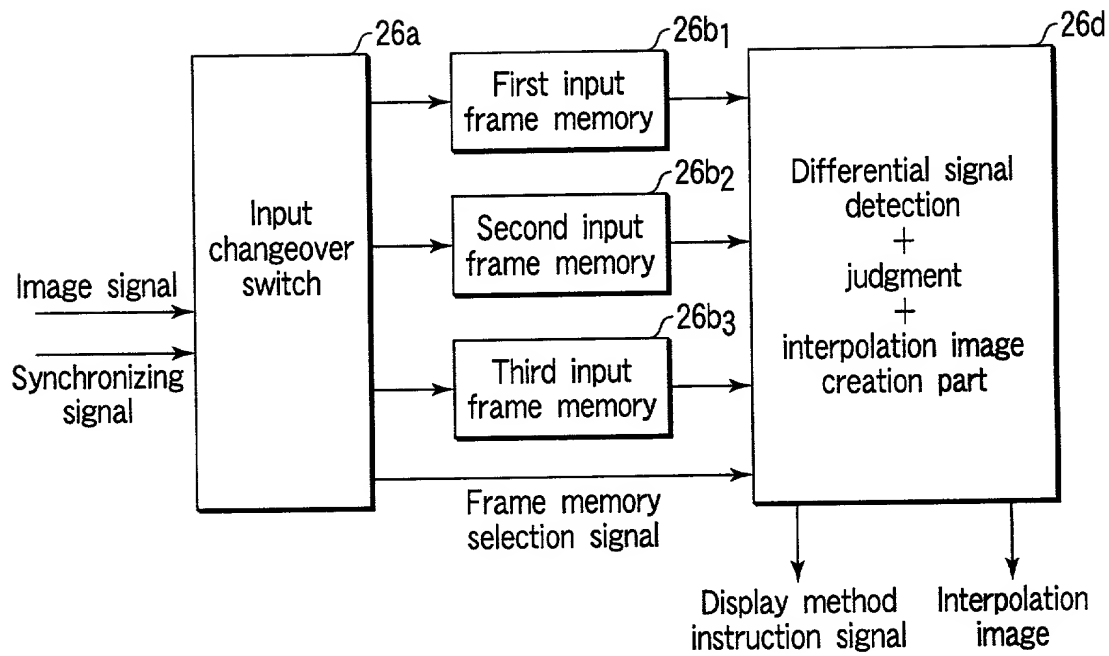 26a
26b1
26d
First input
frame memory
26b2
Differential signal
detection
+
judgment
+
interpolation image
creation part
Input
changeover
switch
Second input
frame memory
Image signal
Synchronizing
signal
26b3
Third input
frame memory
Frame memory
selection signal
Display method
instruction signal
Interpolation
image